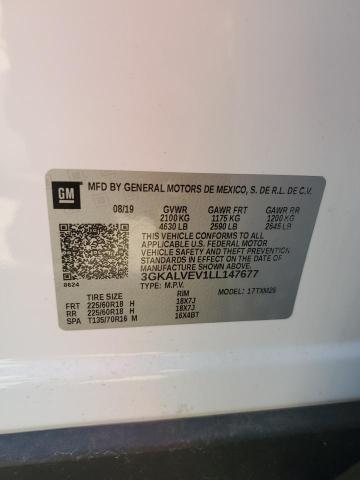 GM
MFD BY GENERAL MOTORS DE MEXICO, S. DE R.L. DE C.V.
08/19 GVWR GAWR FRT GAWR RR
2100 KG 1175 KG 1200 KG
4630 LB 2590 LB 2645 LB
THIS VEHICLE CONFORMS TO ALL APPLICABLE U.S. FEDERAL MOTOR VEHICLE SAFETY AND THEFT PREVENTION STANDARDS IN EFFECT ON THE DATE OF MANUFACTURE SHOWN ABOVE.
3GKALVEV1LL147677
0624 TYPE: M.P.V. MODEL: 17TXM26
TIRE SIZE RIM
FRT 225/60R18 H 18X7J
RR 225/60R18 H 18X7J
SPA T135/70R16 M 16X4BT